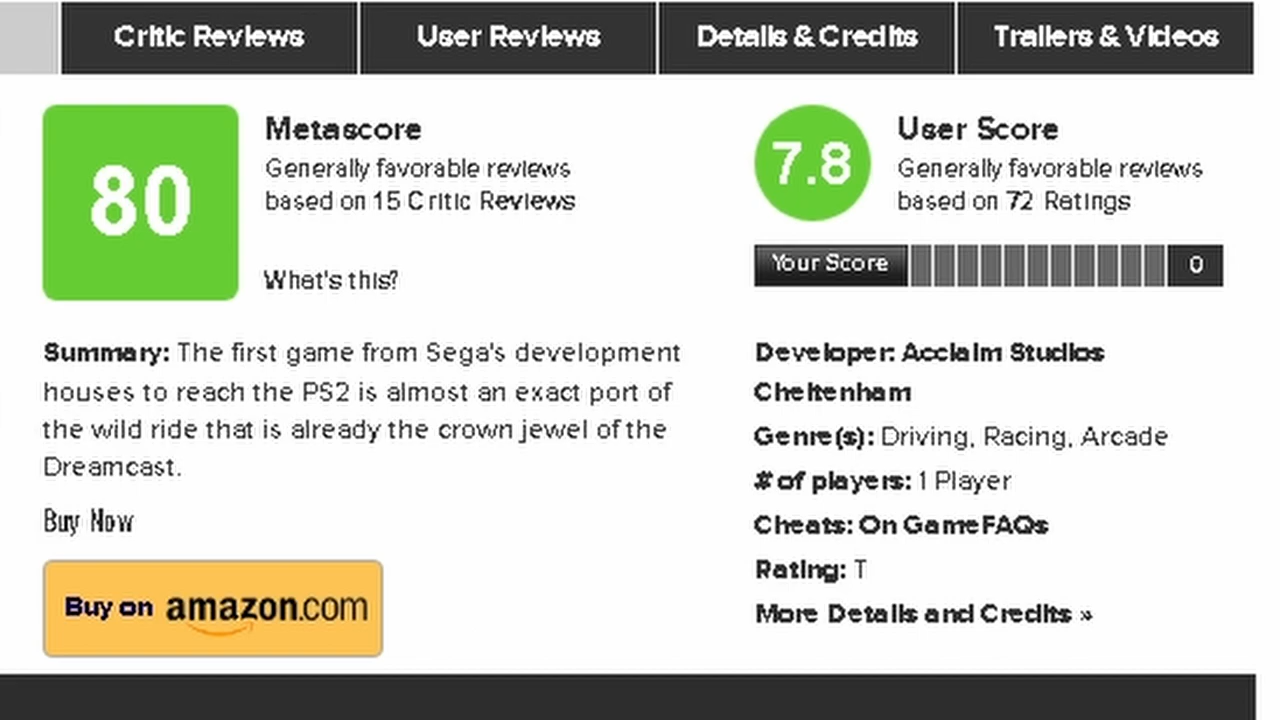 Critic Reviews
User Reviews
Details & Credits
Trailers & Videos
80
Metascore
Generally favorable reviews
based on 15 Critic Reviews
What's this?
7.8
User Score
Generally favorable reviews
based on 72 Ratings
Your Score
0
Summary: The first game from Sega's development
houses to reach the PS2 is almost an exact port of
the wild ride that is already the crown jewel of the
Dreamcast.
Buy Now
Buy on amazon.com
Developer: Acclaim Studios
Cheltenham
Genre(s): Driving, Racing, Arcade
# of players: 1 Player
Cheats: On GameFAQs
Rating: T
More Details and Credits »